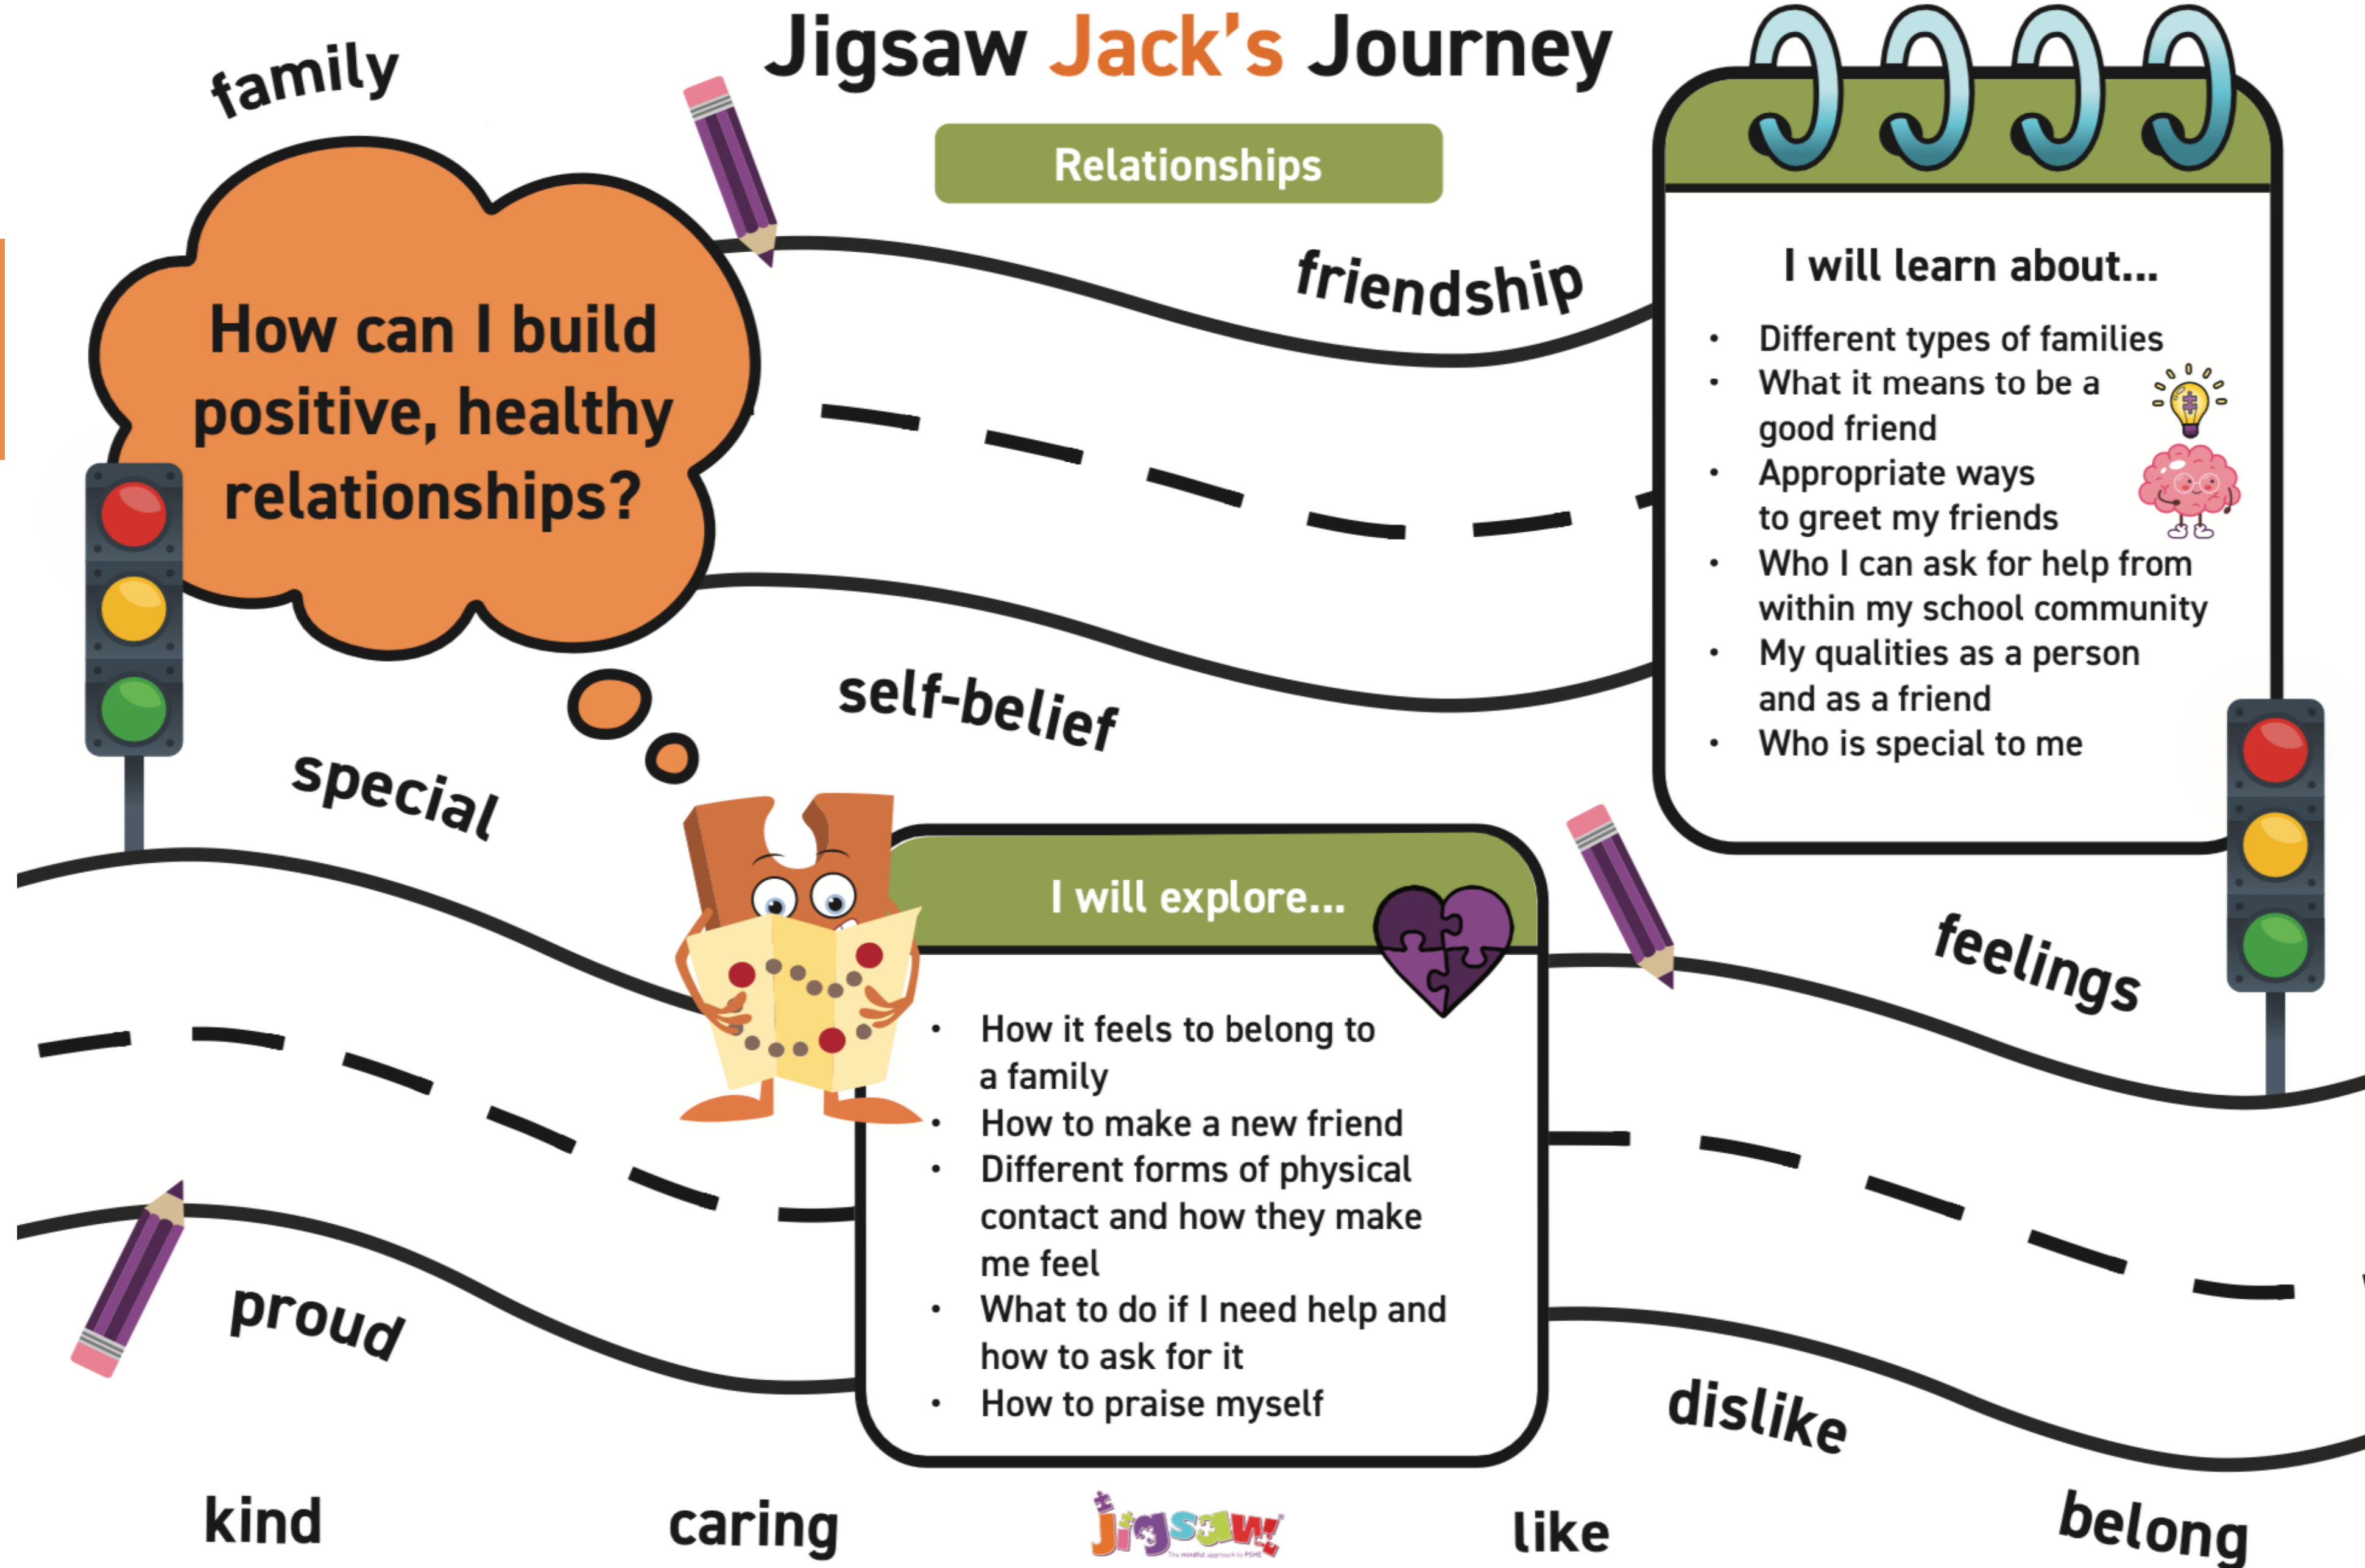 Jigsaw Jack's Journey
Relationships
family
How can I build
positive, healthy
relationships?
friendship
I will learn about...
• Different types of families
• What it means to be a
good friend
• Appropriate ways
to greet my friends
• Who I can ask for help from
within my school community
• My qualities as a person
and as a friend
• Who is special to me
self-belief
special
I will explore...
• How it feels to belong to
a family
• How to make a new friend
• Different forms of physical
contact and how they make
me feel
• What to do if I need help and
how to ask for it
• How to praise myself
feelings
proud
dislike
kind
caring
jigsaw
The mindful approach to PSHE
like
belong